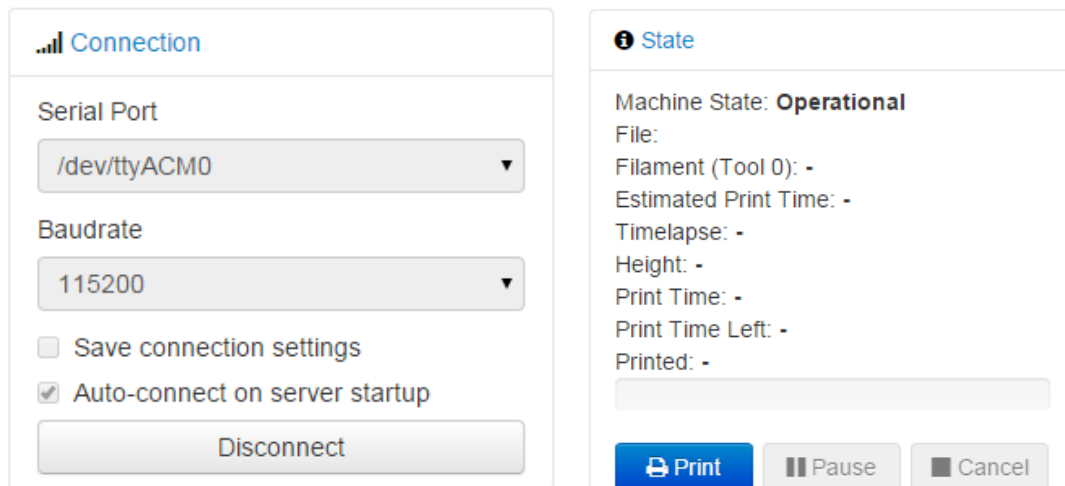 Connection
Serial Port
/dev/ttyACM0
Baudrate
115200
Save connection settings
Auto-connect on server startup
Disconnect
State
Machine State: Operational
File:
Filament (Tool 0): -
Estimated Print Time: -
Timelapse: -
Height: -
Print Time: -
Print Time Left: -
Printed: -
Print Pause Cancel